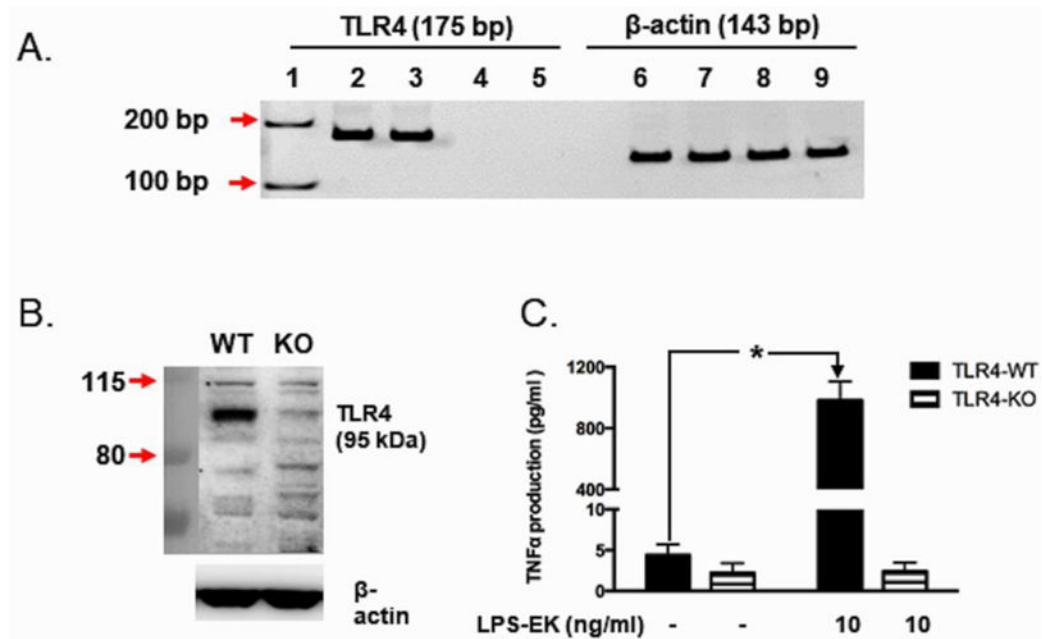 A.
TLR4 (175 bp)
β-actin (143 bp)
1 2 3 4 5 6 7 8 9
200 bp
100 bp
B.
WT KO
115
TLR4
(95 kDa)
80
β-
actin
C.
*
TLR4-WT
TLR4-KO
TNFα production (pg/ml)
1200
800
400
10
5
0
LPS-EK (ng/ml) - - 10 10